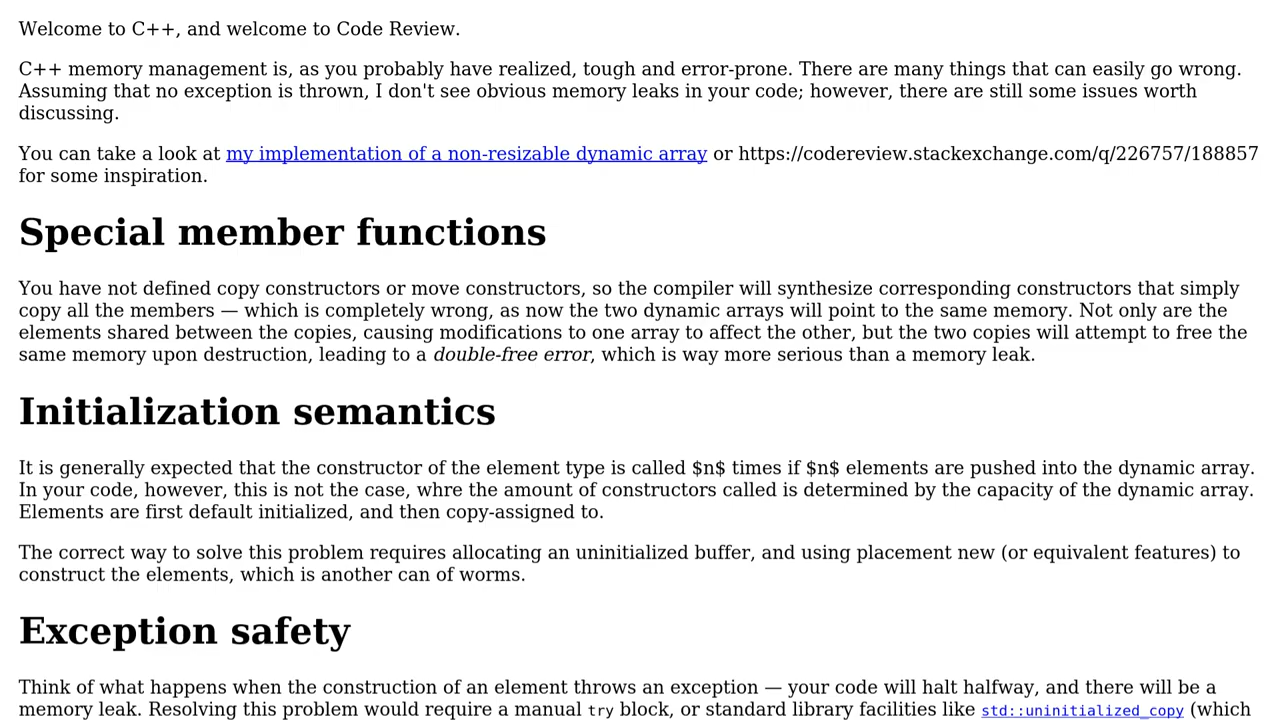 Welcome to C++, and welcome to Code Review.
C++ memory management is, as you probably have realized, tough and error-prone. There are many things that can easily go wrong.
Assuming that no exception is thrown, I don't see obvious memory leaks in your code; however, there are still some issues worth
discussing.
You can take a look at my implementation of a non-resizable dynamic array or https://codereview.stackexchange.com/q/226757/188857
for some inspiration.
Special member functions
You have not defined copy constructors or move constructors, so the compiler will synthesize corresponding constructors that simply
copy all the members — which is completely wrong, as now the two dynamic arrays will point to the same memory. Not only are the
elements shared between the copies, causing modifications to one array to affect the other, but the two copies will attempt to free the
same memory upon destruction, leading to a double-free error, which is way more serious than a memory leak.
Initialization semantics
It is generally expected that the constructor of the element type is called $n$ times if $n$ elements are pushed into the dynamic array.
In your code, however, this is not the case, whre the amount of constructors called is determined by the capacity of the dynamic array.
Elements are first default initialized, and then copy-assigned to.
The correct way to solve this problem requires allocating an uninitialized buffer, and using placement new (or equivalent features) to
construct the elements, which is another can of worms.
Exception safety
Think of what happens when the construction of an element throws an exception — your code will halt halfway, and there will be a
memory leak. Resolving this problem would require a manual try block, or standard library facilities like std::uninitialized_copy (which